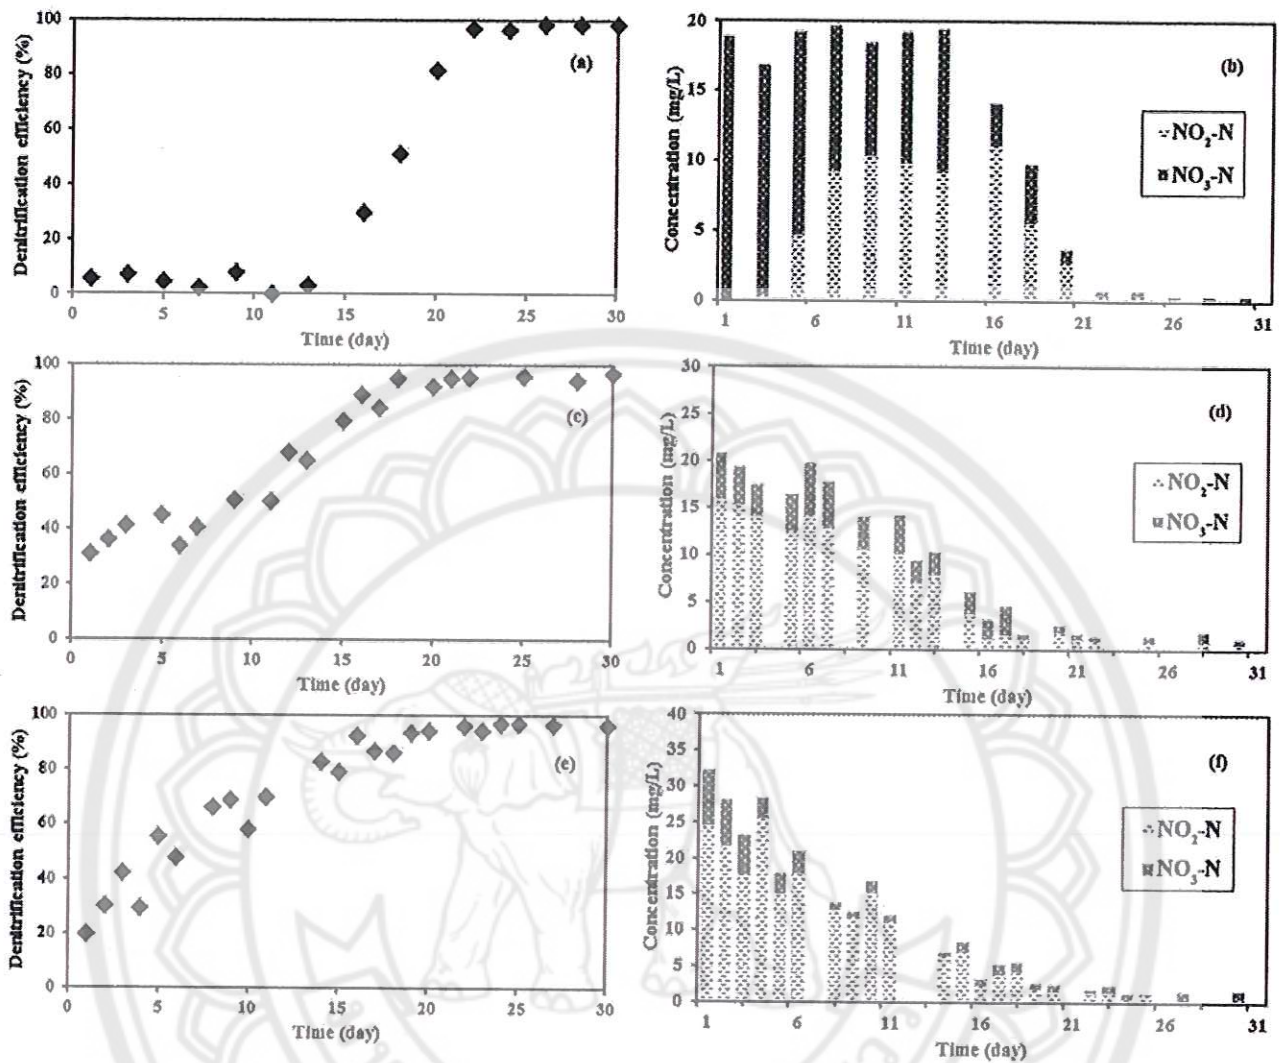 Denitrification efficiency (%)
100
80
60
40
20
0
(a)
0 5 10 15 20 25 30
Time (day)
Concentration (mg/L)
20
15
10
5
0
(b)
NO₂-N
NO₃-N
1 6 11 16 21 26 31
Time (day)
Denitrification efficiency (%)
100
80
60
40
20
0
(c)
0 5 10 15 20 25 30
Time (day)
Concentration (mg/L)
30
25
20
15
10
5
0
(d)
NO₂-N
NO₃-N
1 6 11 16 21 26 31
Time (day)
Denitrification efficiency (%)
100
80
60
40
20
0
(e)
0 5 10 15 20 25 30
Time (day)
Concentration (mg/L)
40
35
30
25
20
15
10
5
0
(f)
NO₂-N
NO₃-N
1 6 11 16 21 26 31
Time (day)